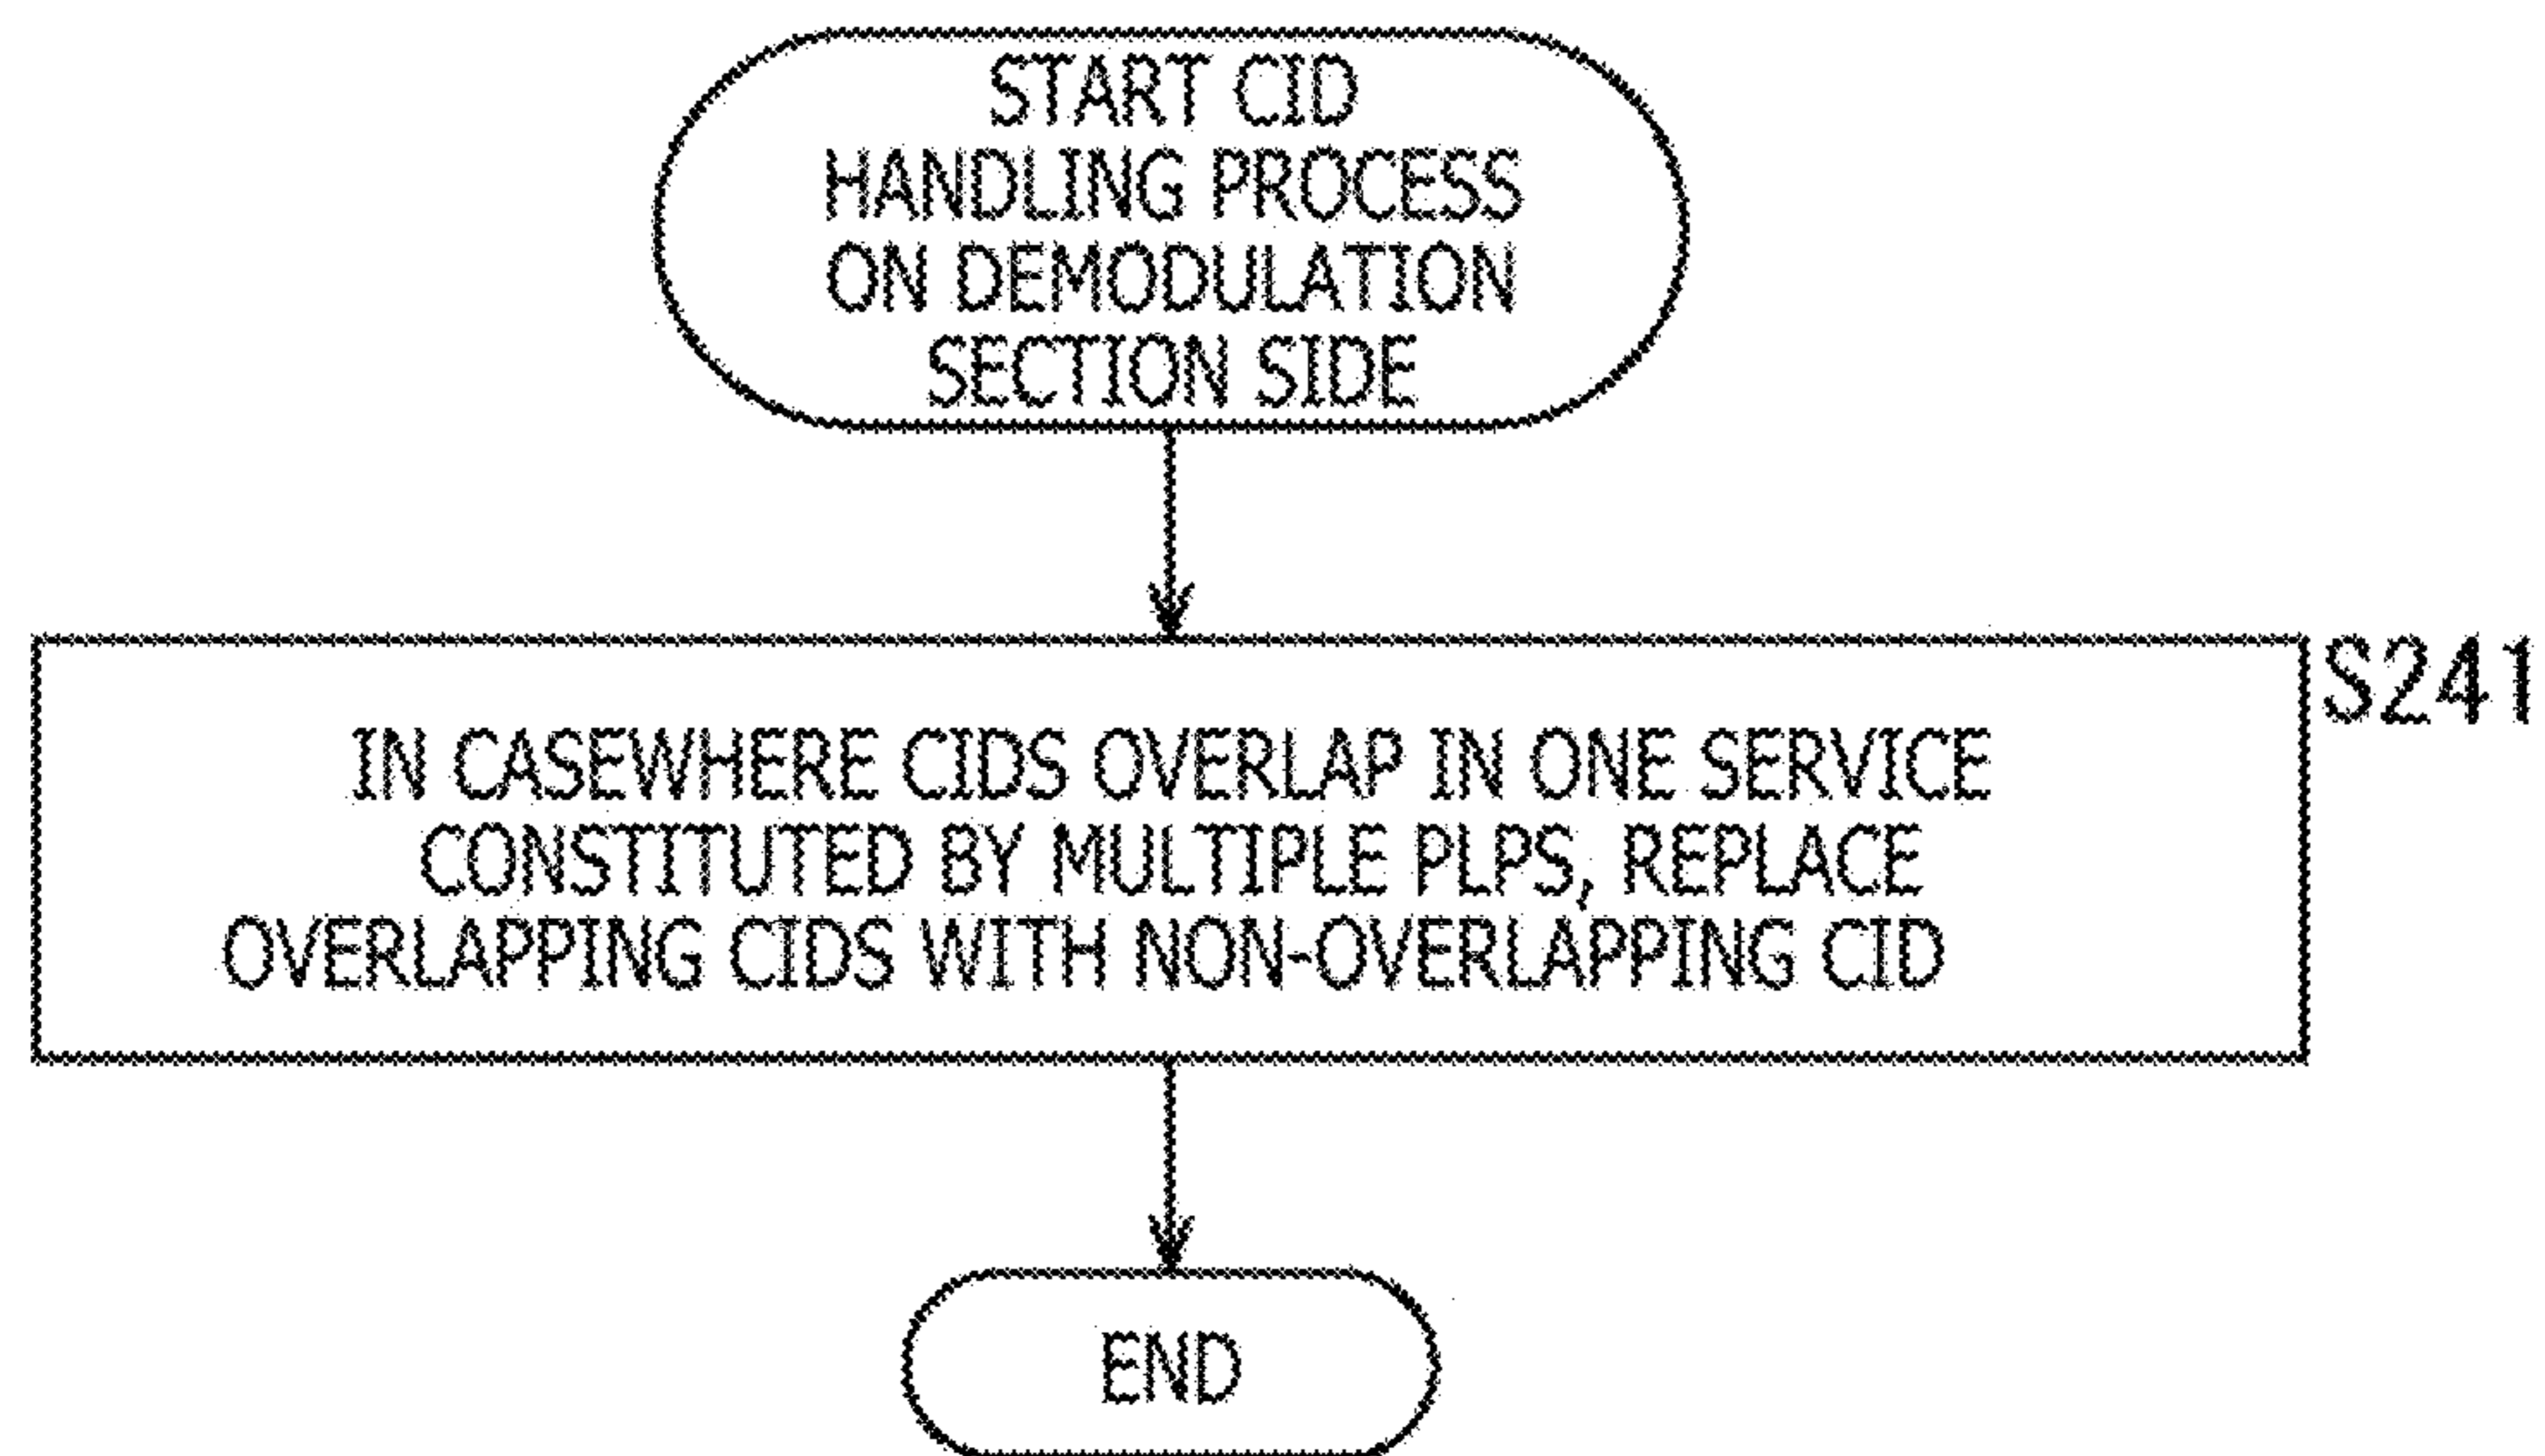 START CID
HANDLING PROCESS
ON DEMODULATION
SECTION SIDE
S241
IN CASEWHERE CIDS OVERLAP IN ONE SERVICE
CONSTITUTED BY MULTIPLE PLPS, REPLACE
OVERLAPPING CIDS WITH NON-OVERLAPPING CID
END